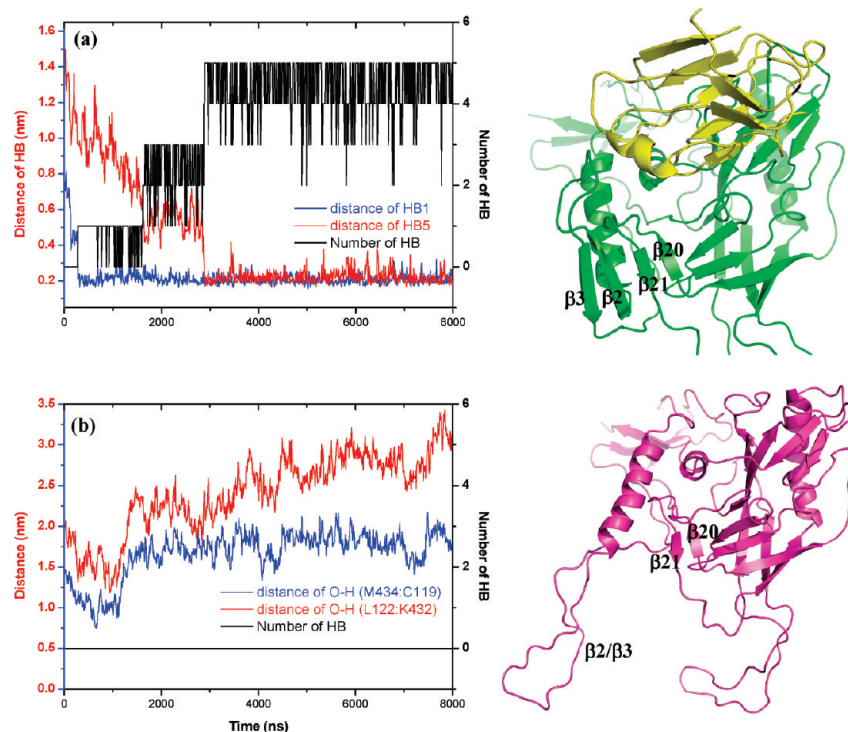 (a)
Distance of HB (nm)
1.6
1.4
1.2
1.0
0.8
0.6
0.4
0.2
6
5
4
3
2
1
0
Number of HB
distance of HB1
distance of HB5
Number of HB
0
2000
4000
6000
8000
β20
β21
β3
β2
(b)
Distance (nm)
3.5
3.0
2.5
2.0
1.5
1.0
0.5
0.0
6
4
2
0
Number of HB
distance of O-H (M434:C119)
distance of O-H (L122:K432)
Number of HB
0
2000
4000
6000
8000
Time (ns)
β20
β21
β2/β3